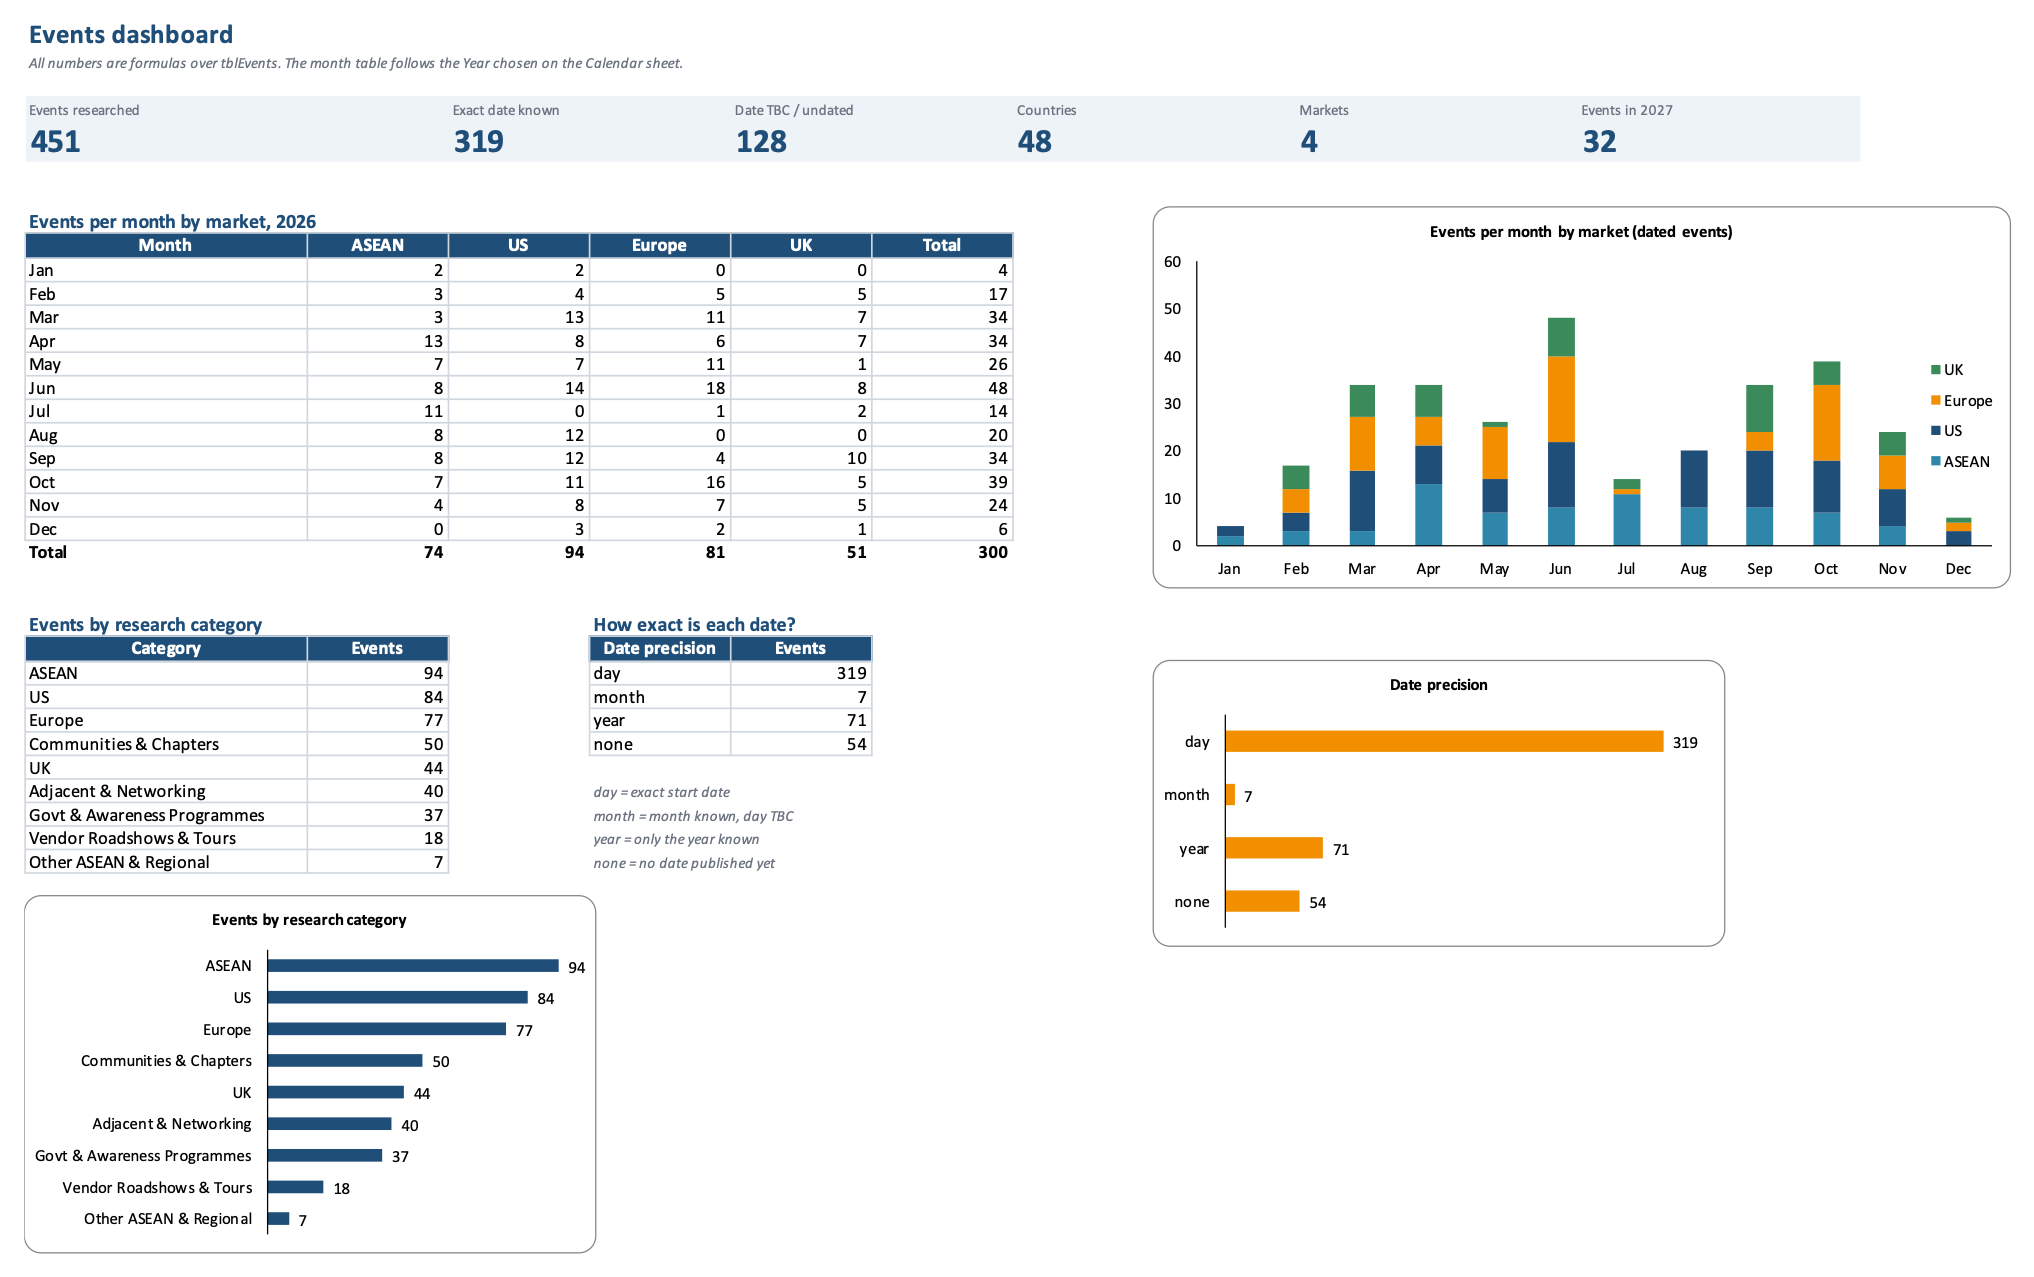 Events dashboard
All numbers are formulas over tblEvents. The month table follows the Year chosen on the Calendar sheet.
Events researched Exact date known Date TBC / undated Countries Markets Events in 2027
451 319 128 48 4 32
Events per month by market, 2026
Month ASEAN US Europe UK Total
Jan 2 2 0 0 4
Feb 3 4 5 5 17
Mar 3 13 11 7 34
Apr 13 8 6 7 34
May 7 7 11 1 26
Jun 8 14 18 8 48
Jul 11 0 1 2 14
Aug 8 12 0 0 20
Sep 8 12 4 10 34
Oct 7 11 16 5 39
Nov 4 8 7 5 24
Dec 0 3 2 1 6
Total 74 94 81 51 300
Events per month by market (dated events)
60
50
40
30
20
10
0
Jan Feb Mar Apr May Jun Jul Aug Sep Oct Nov Dec
UK
Europe
US
ASEAN
Events by research category
Category Events
ASEAN 94
US 84
Europe 77
Communities & Chapters 50
UK 44
Adjacent & Networking 40
Govt & Awareness Programmes 37
Vendor Roadshows & Tours 18
Other ASEAN & Regional 7
How exact is each date?
Date precision Events
day 319
month 7
year 71
none 54
day = exact start date
month = month known, day TBC
year = only the year known
none = no date published yet
Date precision
day 319
month 7
year 71
none 54
Events by research category
ASEAN 94
US 84
Europe 77
Communities & Chapters 50
UK 44
Adjacent & Networking 40
Govt & Awareness Programmes 37
Vendor Roadshows & Tours 18
Other ASEAN & Regional 7